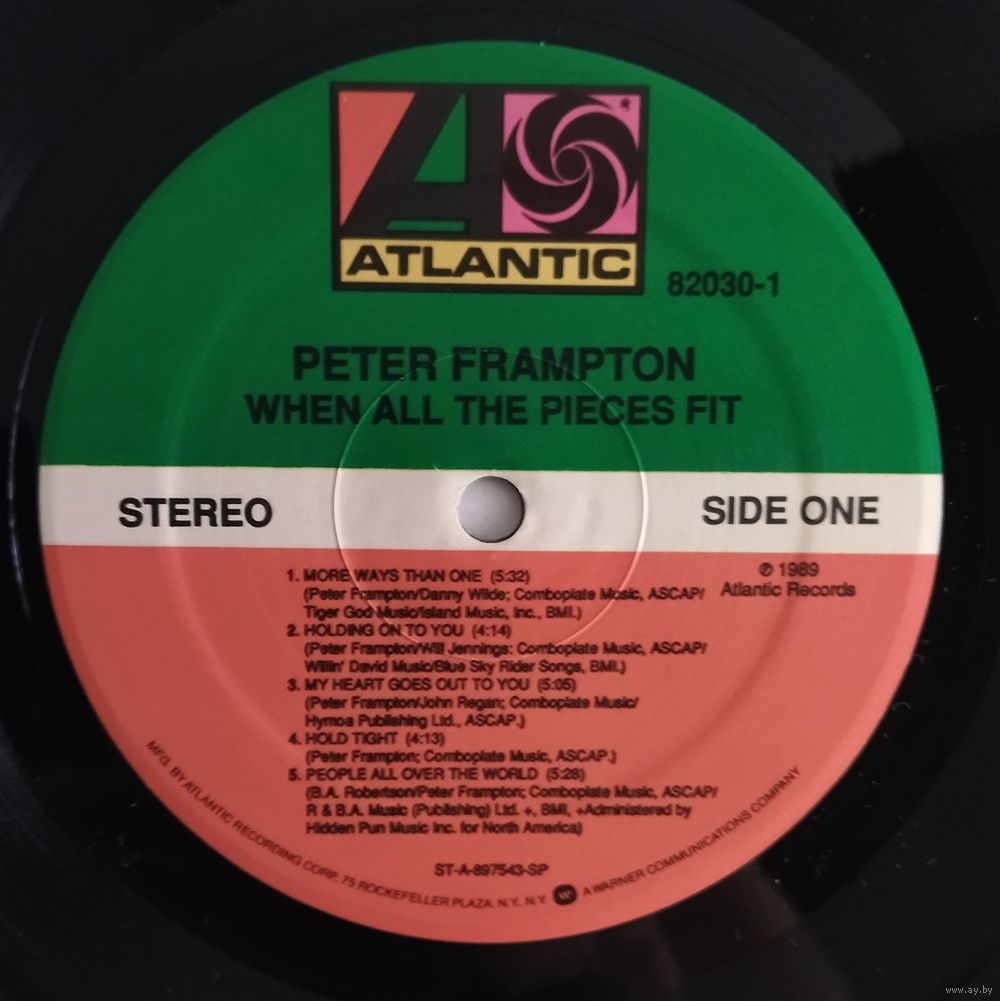 ®
ATLANTIC
82030-1
PETER FRAMPTON
WHEN ALL THE PIECES FIT
STEREO
SIDE ONE
℗ 1989
Atlantic Records
1. MORE WAYS THAN ONE (5:32)
(Peter Frampton/Danny Wilde; Comboplate Music, ASCAP/
Tiger God Music/Island Music, Inc., BMI.)
2. HOLDING ON TO YOU (4:14)
(Peter Frampton/Will Jennings: Comboplate Music, ASCAP/
Willin' David Music/Blue Sky Rider Songs, BMI.)
3. MY HEART GOES OUT TO YOU (5:05)
(Peter Frampton/John Regan; Comboplate Music/
Hymoa Publishing Ltd., ASCAP.)
4. HOLD TIGHT (4:13)
(Peter Frampton; Comboplate Music, ASCAP.)
5. PEOPLE ALL OVER THE WORLD (5:28)
(B.A. Robertson/Peter Frampton; Comboplate Music, ASCAP/
R & B.A. Music (Publishing) Ltd. +, BMI, +Administered by
Hidden Pun Music Inc. for North America)
ST-A-897543-SP
MFG. BY ATLANTIC RECORDING CORP., 75 ROCKEFELLER PLAZA, N.Y. N.Y. A WARNER COMMUNICATIONS COMPANY
www.ay.by